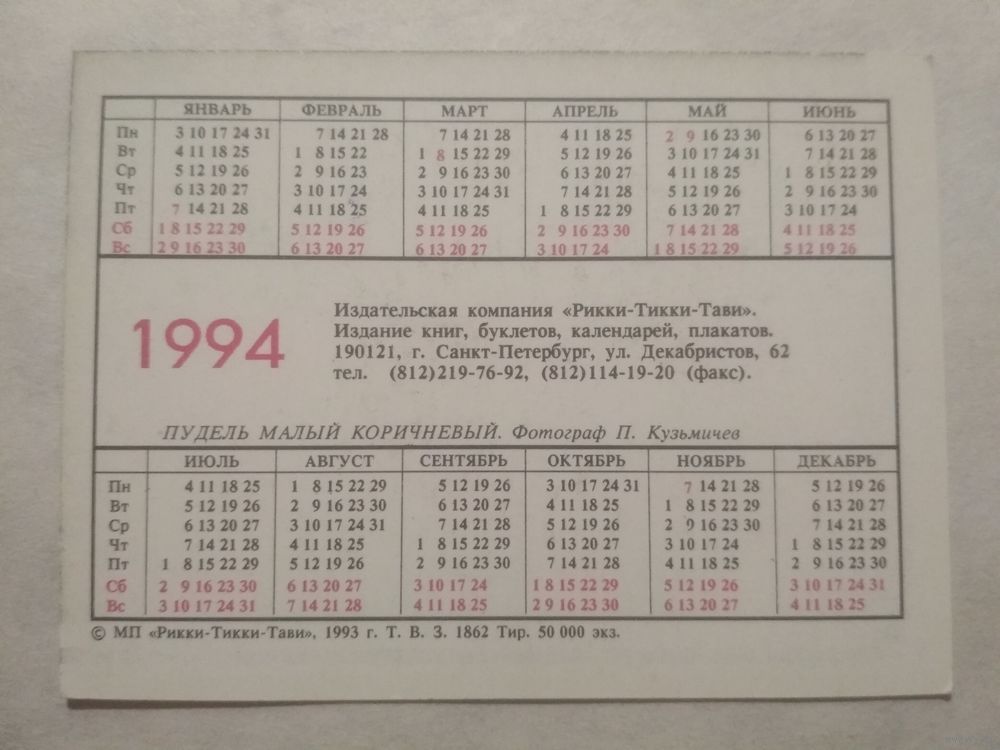 ЯНВАРЬ ФЕВРАЛЬ МАРТ АПРЕЛЬ МАЙ ИЮНЬ
Пн 3 10 17 24 31 7 14 21 28 7 14 21 28 4 11 18 25 2 9 16 23 30 6 13 20 27
Вт 4 11 18 25 1 8 15 22 1 8 15 22 29 5 12 19 26 3 10 17 24 31 7 14 21 28
Ср 5 12 19 26 2 9 16 23 2 9 16 23 30 6 13 20 27 4 11 18 25 1 8 15 22 29
Чт 6 13 20 27 3 10 17 24 3 10 17 24 31 7 14 21 28 5 12 19 26 2 9 16 23 30
Пт 7 14 21 28 4 11 18 25 4 11 18 25 1 8 15 22 29 6 13 20 27 3 10 17 24
Сб 1 8 15 22 29 5 12 19 26 5 12 19 26 2 9 16 23 30 7 14 21 28 4 11 18 25
Вс 2 9 16 23 30 6 13 20 27 6 13 20 27 3 10 17 24 1 8 15 22 29 5 12 19 26
1994
Издательская компания «Рикки-Тикки-Тави».
Издание книг, буклетов, календарей, плакатов.
190121, г. Санкт-Петербург, ул. Декабристов, 62
тел. (812)219-76-92, (812)114-19-20 (факс).
ПУДЕЛЬ МАЛЫЙ КОРИЧНЕВЫЙ. Фотограф П. Кузьмичев
ИЮЛЬ АВГУСТ СЕНТЯБРЬ ОКТЯБРЬ НОЯБРЬ ДЕКАБРЬ
Пн 4 11 18 25 1 8 15 22 29 5 12 19 26 3 10 17 24 31 7 14 21 28 5 12 19 26
Вт 5 12 19 26 2 9 16 23 30 6 13 20 27 4 11 18 25 1 8 15 22 29 6 13 20 27
Ср 6 13 20 27 3 10 17 24 31 7 14 21 28 5 12 19 26 2 9 16 23 30 7 14 21 28
Чт 7 14 21 28 4 11 18 25 1 8 15 22 29 6 13 20 27 3 10 17 24 1 8 15 22 29
Пт 1 8 15 22 29 5 12 19 26 2 9 16 23 30 7 14 21 28 4 11 18 25 2 9 16 23 30
Сб 2 9 16 23 30 6 13 20 27 3 10 17 24 1 8 15 22 29 5 12 19 26 3 10 17 24 31
Вс 3 10 17 24 31 7 14 21 28 4 11 18 25 2 9 16 23 30 6 13 20 27 4 11 18 25
© МП «Рикки-Тикки-Тави», 1993 г. Т. В. З. 1862 Тир. 50 000 экз.